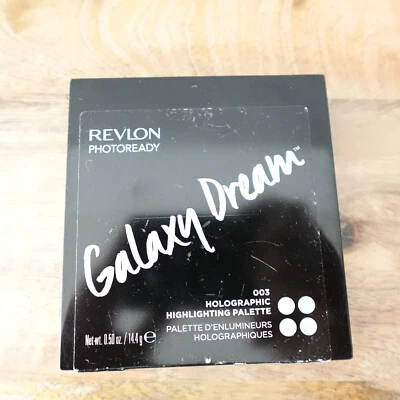 REVLON
PHOTOREADY
Galaxy Dream™
003
HOLOGRAPHIC
HIGHLIGHTING PALETTE
PALETTE D'ENLUMINEURS
HOLOGRAPHIQUES
Net wt. 0.50 oz. / 14.4 g ℮